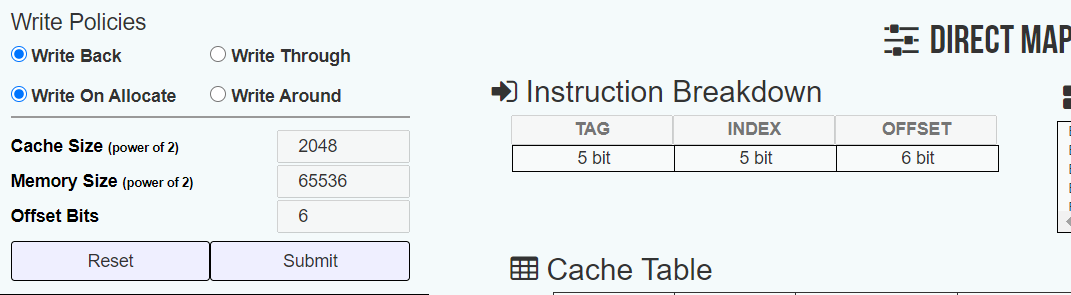 Write Policies
Write Back Write Through
Write On Allocate Write Around
Cache Size (power of 2) 2048
Memory Size (power of 2) 65536
Offset Bits 6
Reset Submit
DIRECT MAP
Instruction Breakdown
TAG INDEX OFFSET
5 bit 5 bit 6 bit
Cache Table